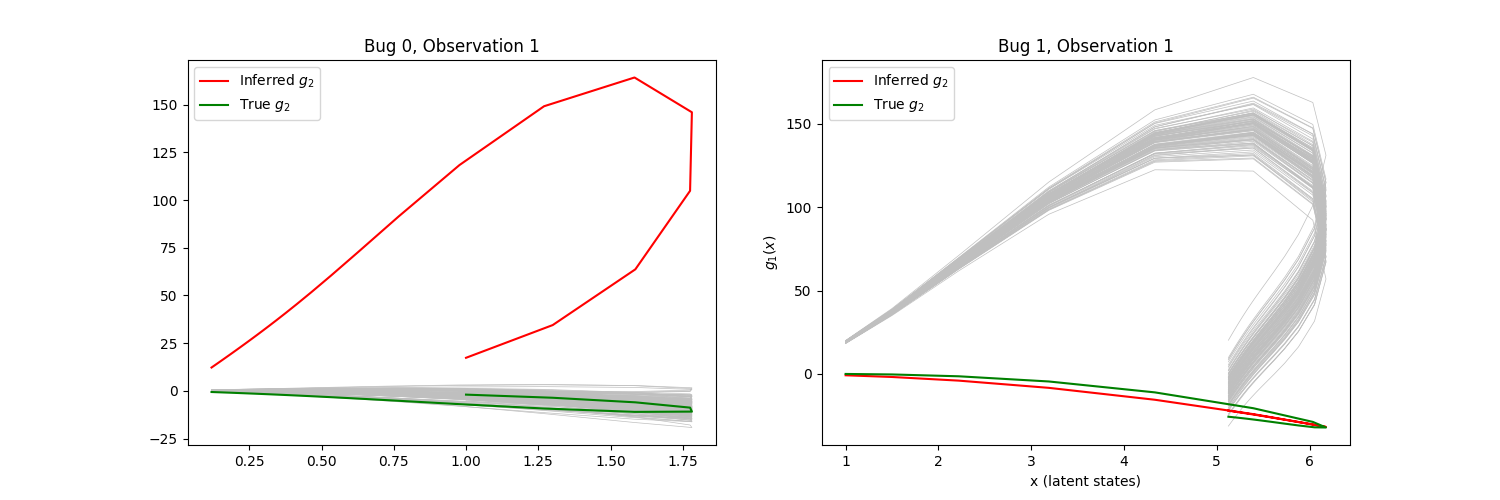 Bug 0, Observation 1
Inferred g₂
True g₂
150
125
100
75
50
25
0
−25
0.25 0.50 0.75 1.00 1.25 1.50 1.75
Bug 1, Observation 1
Inferred g₂
True g₂
g₁(x)
150
100
50
0
1 2 3 4 5 6
x (latent states)